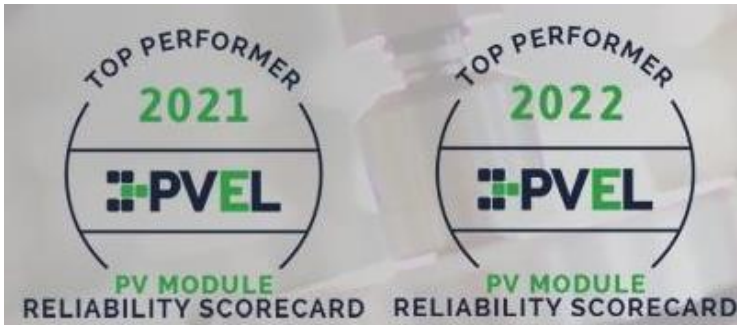 TOP PERFORMER
2021
PVEL
PV MODULE
RELIABILITY SCORECARD
TOP PERFORMER
2022
PVEL
PV MODULE
RELIABILITY SCORECARD